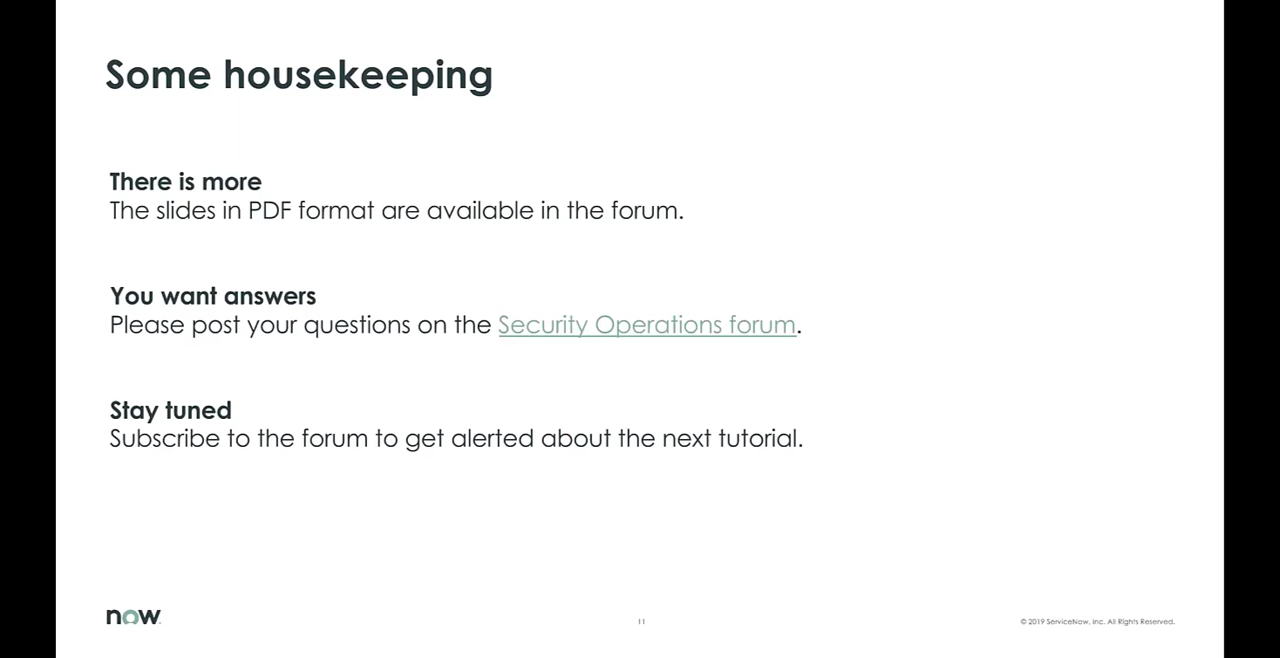 Some housekeeping
There is more
The slides in PDF format are available in the forum.
You want answers
Please post your questions on the Security Operations forum.
Stay tuned
Subscribe to the forum to get alerted about the next tutorial.
now
11
© 2019 ServiceNow, Inc. All Rights Reserved.